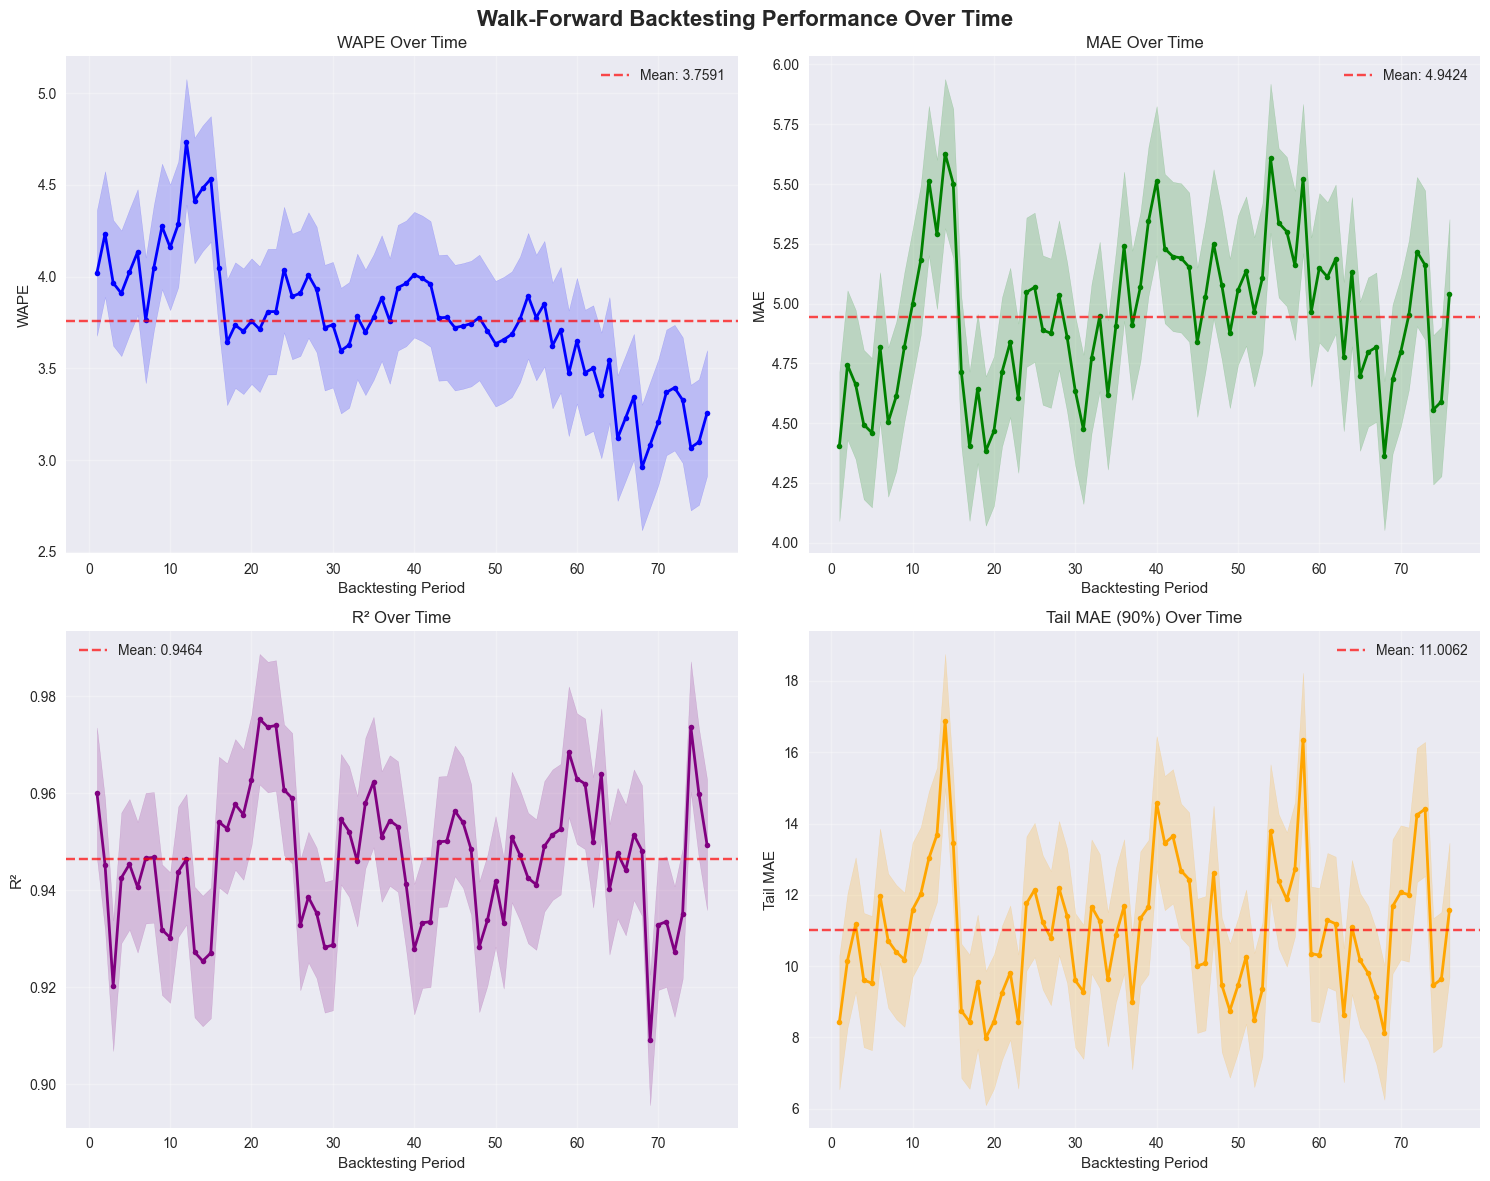 Walk-Forward Backtesting Performance Over Time
WAPE Over Time
Mean: 3.7591
5.0
4.5
4.0
3.5
3.0
2.5
WAPE
0 10 20 30 40 50 60 70
Backtesting Period
MAE Over Time
Mean: 4.9424
6.00
5.75
5.50
5.25
5.00
4.75
4.50
4.25
4.00
MAE
0 10 20 30 40 50 60 70
Backtesting Period
R² Over Time
Mean: 0.9464
0.98
0.96
0.94
0.92
0.90
R²
0 10 20 30 40 50 60 70
Backtesting Period
Tail MAE (90%) Over Time
Mean: 11.0062
18
16
14
12
10
8
6
Tail MAE
0 10 20 30 40 50 60 70
Backtesting Period